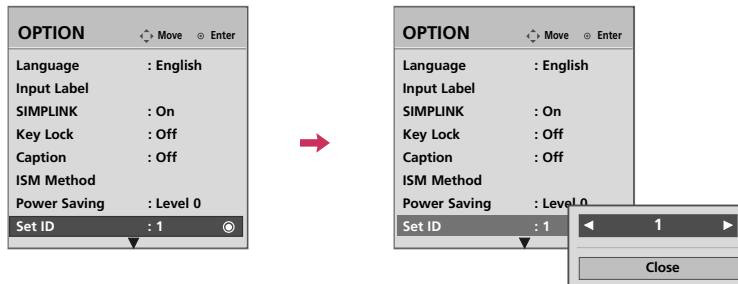 OPTION Move Enter
Language : English
Input Label
SIMPLINK : On
Key Lock : Off
Caption : Off
ISM Method
Power Saving : Level 0
Set ID : 1
OPTION Move Enter
Language : English
Input Label
SIMPLINK : On
Key Lock : Off
Caption : Off
ISM Method
Power Saving : Level 0
Set ID : 1
◀ 1 ▶
Close